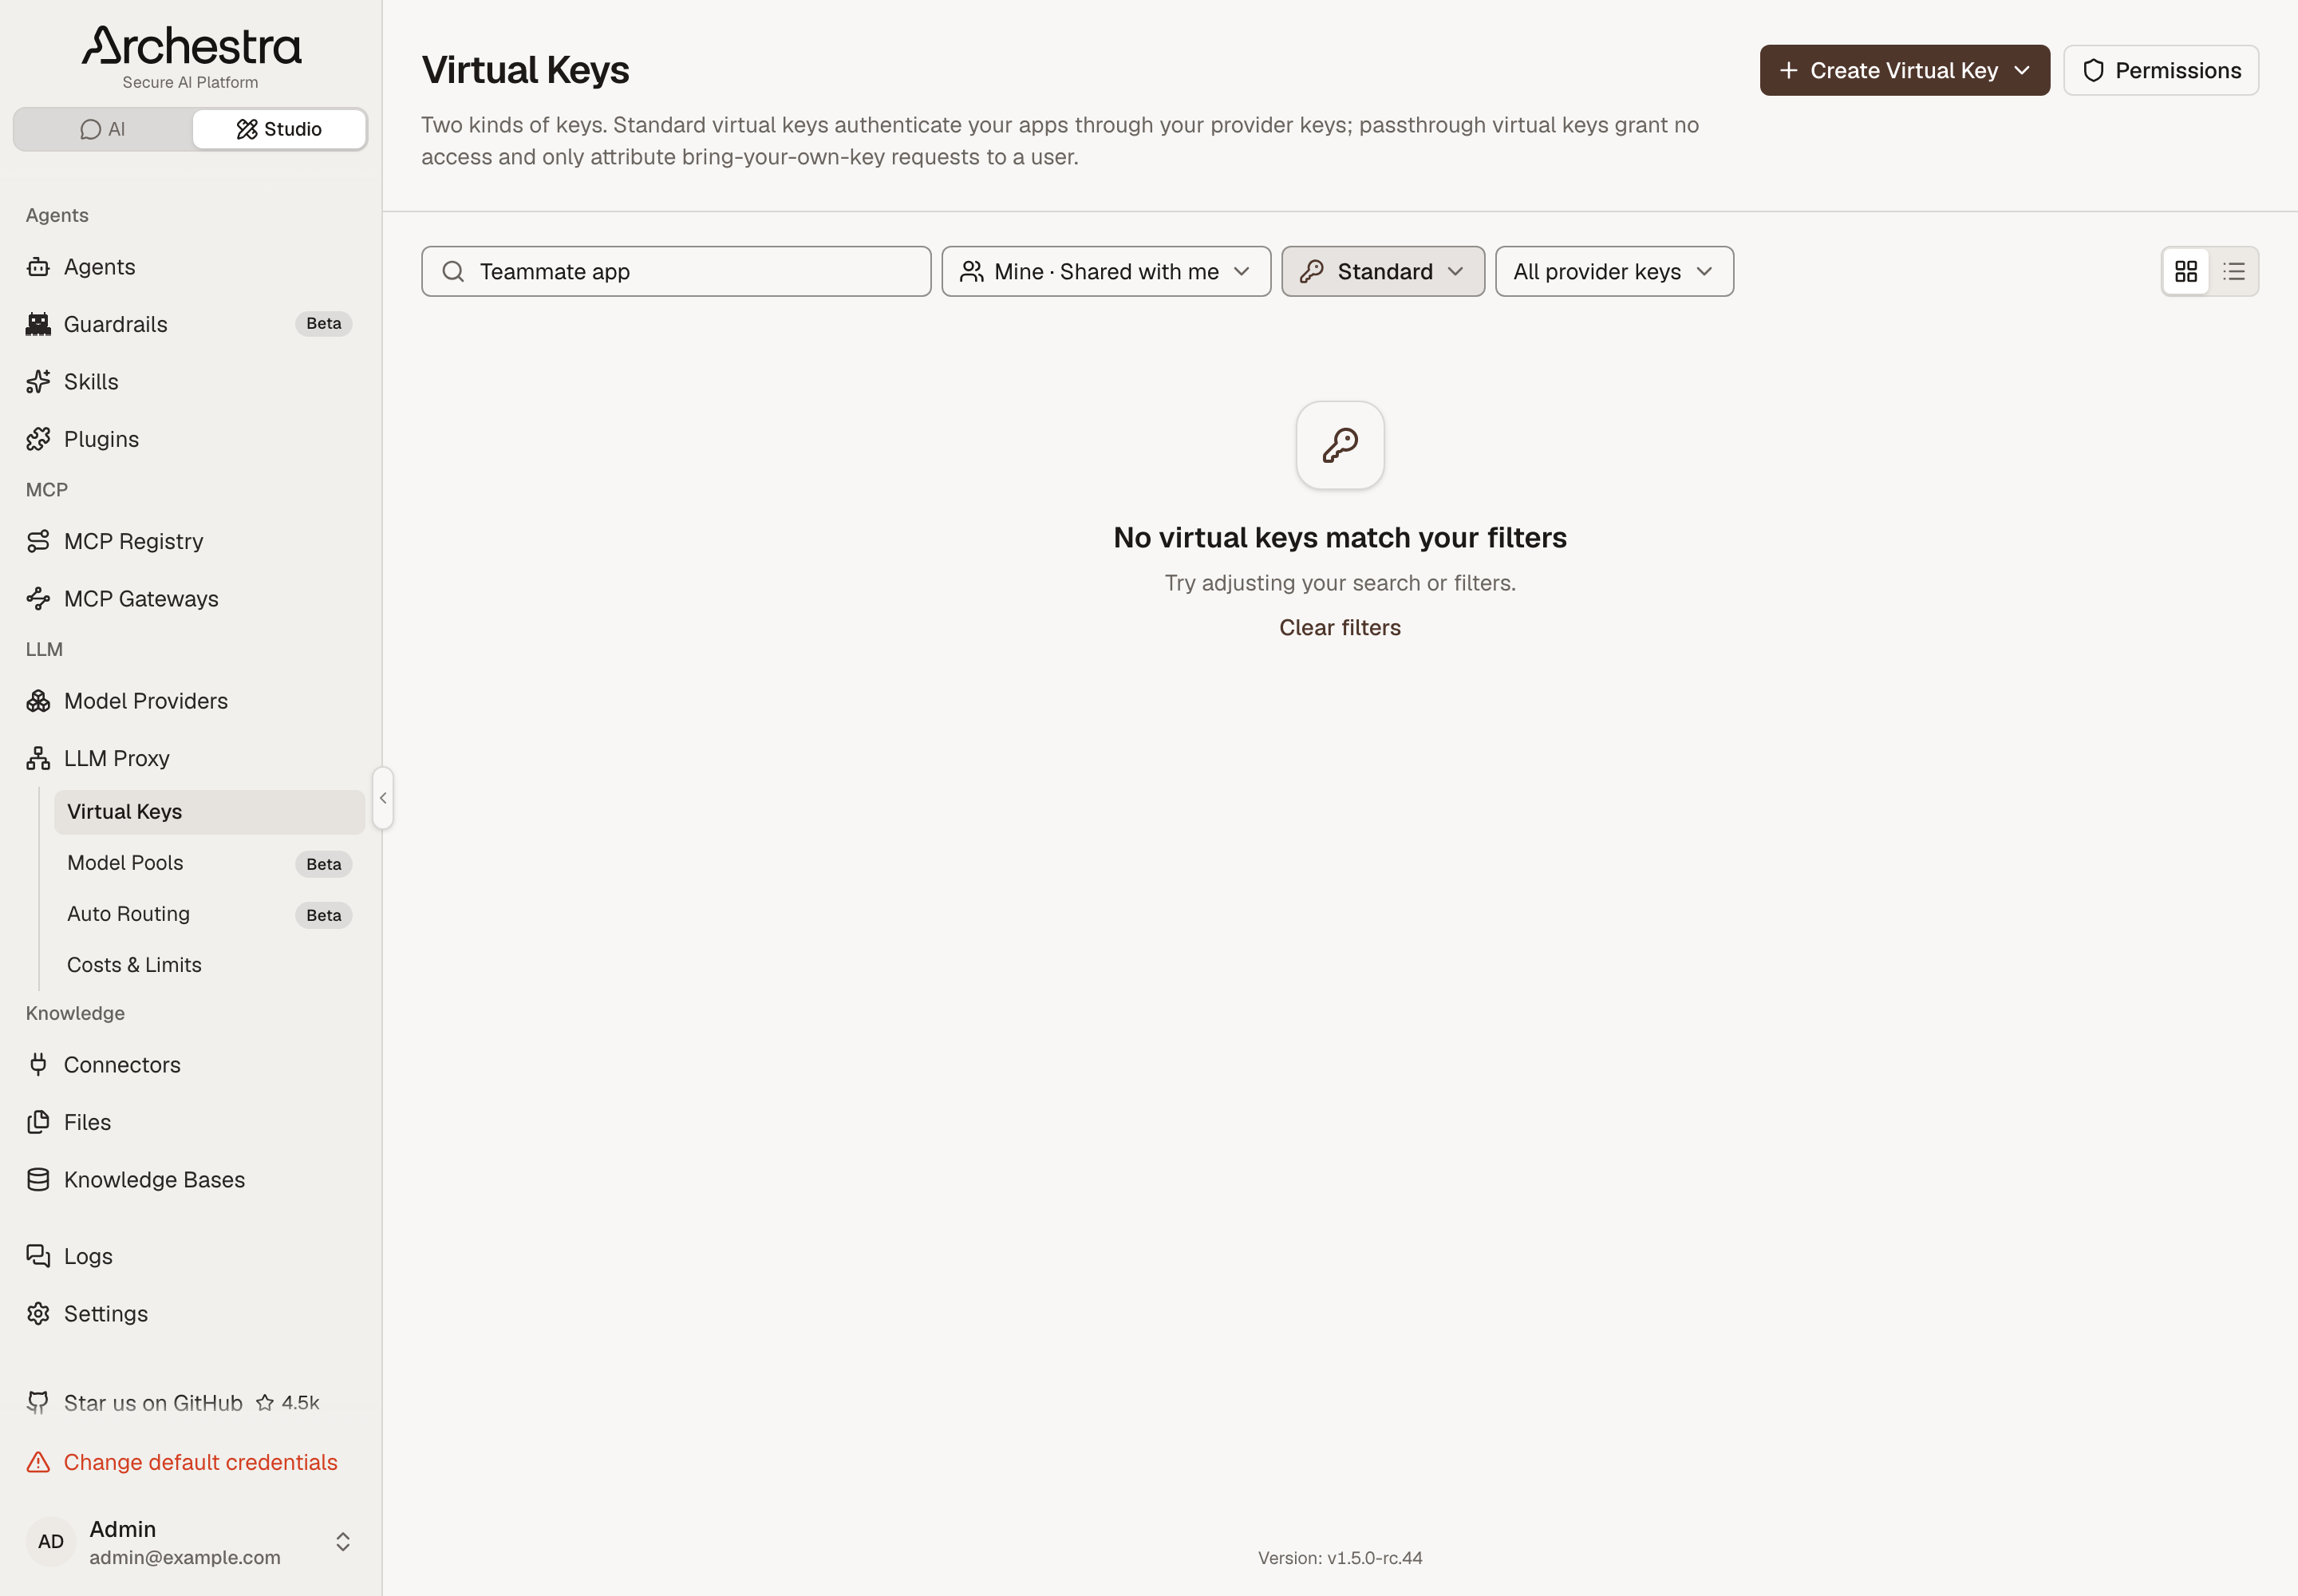 Archestra
Secure AI Platform
AI
Studio
Agents
Agents
Guardrails Beta
Skills
Plugins
MCP
MCP Registry
MCP Gateways
LLM
Model Providers
LLM Proxy
Virtual Keys
Model Pools Beta
Auto Routing Beta
Costs & Limits
Knowledge
Connectors
Files
Knowledge Bases
Logs
Settings
Star us on GitHub 4.5k
Change default credentials
AD
Admin
admin@example.com
Virtual Keys
Create Virtual Key
Permissions
Two kinds of keys. Standard virtual keys authenticate your apps through your provider keys; passthrough virtual keys grant no
access and only attribute bring-your-own-key requests to a user.
Teammate app
Mine · Shared with me
Standard
All provider keys
No virtual keys match your filters
Try adjusting your search or filters.
Clear filters
Version: v1.5.0-rc.44